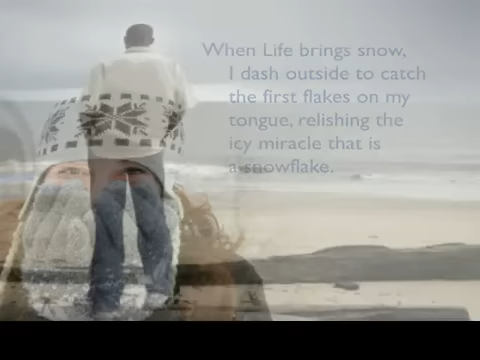 When Life brings snow,
I dash outside to catch
the first flakes on my
tongue, relishing the
icy miracle that is
a snowflake.